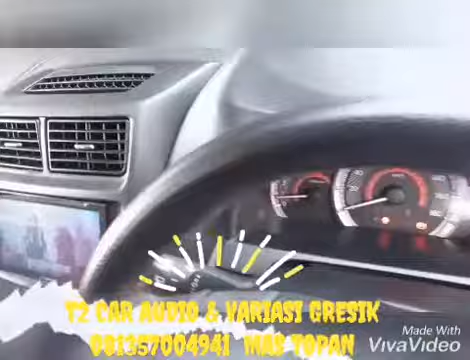 T2 CAR AUDIO & VARIASI GRESIK
081357004941 MAS TOPAN
Made With
VivaVideo